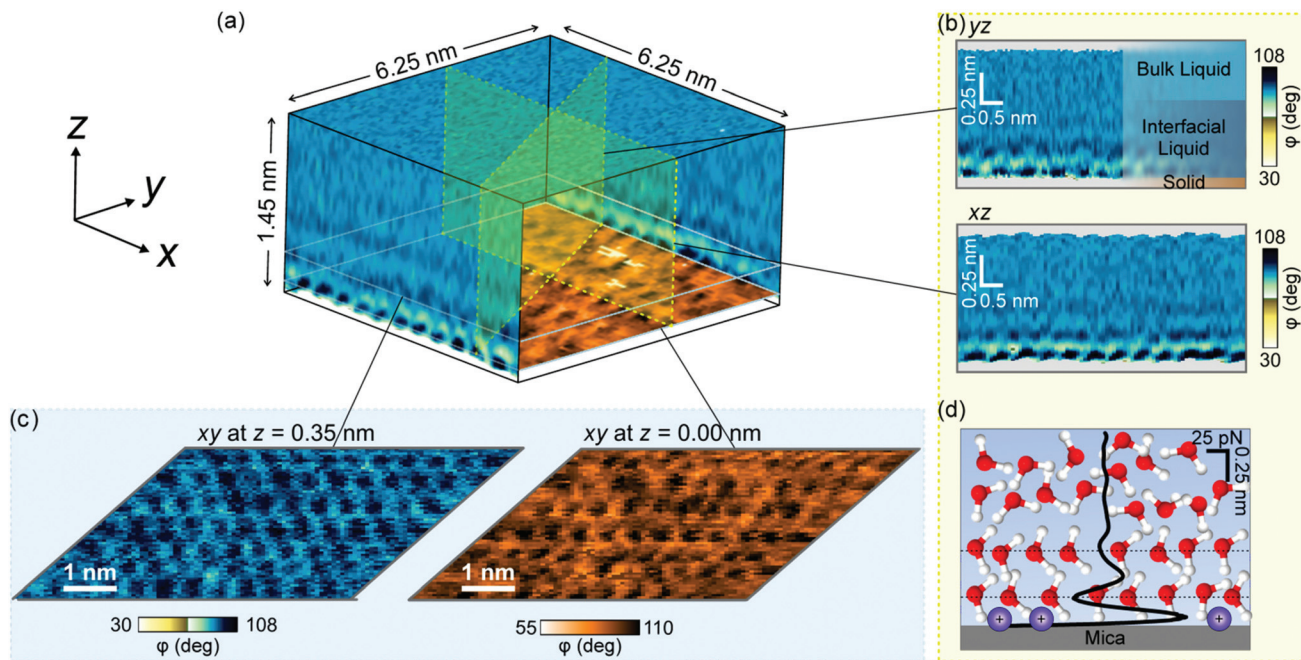 (a)
6.25 nm
6.25 nm
1.45 nm
z
y
x
(b)
yz
0.25 nm
0.5 nm
Bulk Liquid
Interfacial
Liquid
Solid
108
φ (deg)
30
xz
0.25 nm
0.5 nm
108
φ (deg)
30
(c)
xy at z = 0.35 nm
1 nm
30
108
φ (deg)
xy at z = 0.00 nm
1 nm
55
110
φ (deg)
(d)
25 pN
0.25 nm
+
+
+
Mica